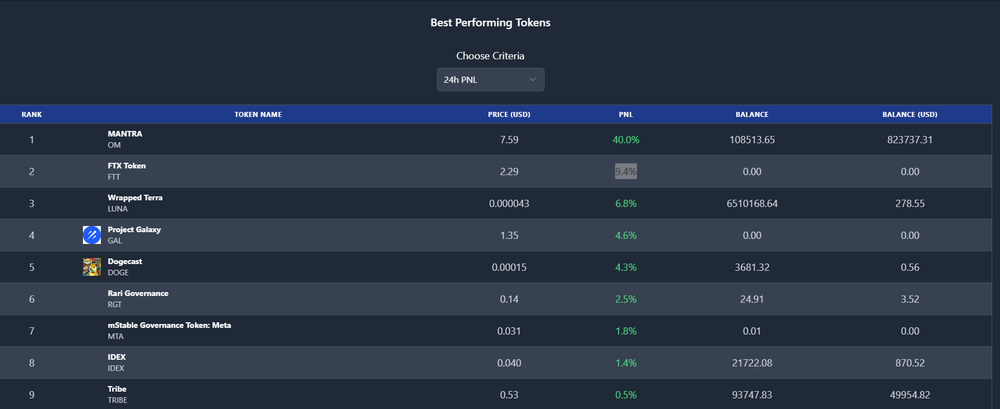 Best Performing Tokens
Choose Criteria
24h PNL
RANK TOKEN NAME PRICE (USD) PNL BALANCE BALANCE (USD)
1 MANTRA 7.59 40.0% 108513.65 823737.31
OM
2 FTX Token 2.29 9.4% 0.00 0.00
FTT
3 Wrapped Terra 0.000043 6.8% 6510168.64 278.55
LUNA
4 Project Galaxy 1.35 4.6% 0.00 0.00
GAL
5 Dogecast 0.00015 4.3% 3681.32 0.56
DOGE
6 Rari Governance 0.14 2.5% 24.91 3.52
RGT
7 mStable Governance Token: Meta 0.031 1.8% 0.01 0.00
MTA
8 IDEX 0.040 1.4% 21722.08 870.52
IDEX
9 Tribe 0.53 0.5% 93747.83 49954.82
TRIBE